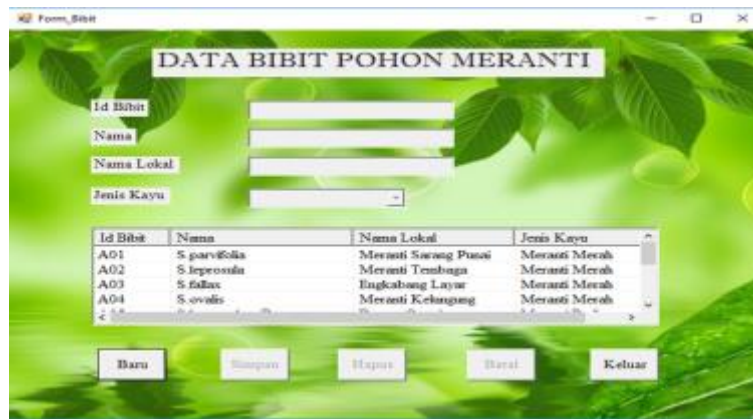 Form_Bibit
DATA BIBIT POHON MERANTI
Id Bibit
Nama
Nama Lokal
Jenis Kayu
Id Bibit Nama Nama Lokal Jenis Kayu
A01 S.parvifolia Meranti Sarang Punai Meranti Merah
A02 S.leprosula Meranti Tembaga Meranti Merah
A03 S.fallax Engkabang Layar Meranti Merah
A04 S.ovalis Meranti Kelungung Meranti Merah
Baru Simpan Hapus Batal Keluar